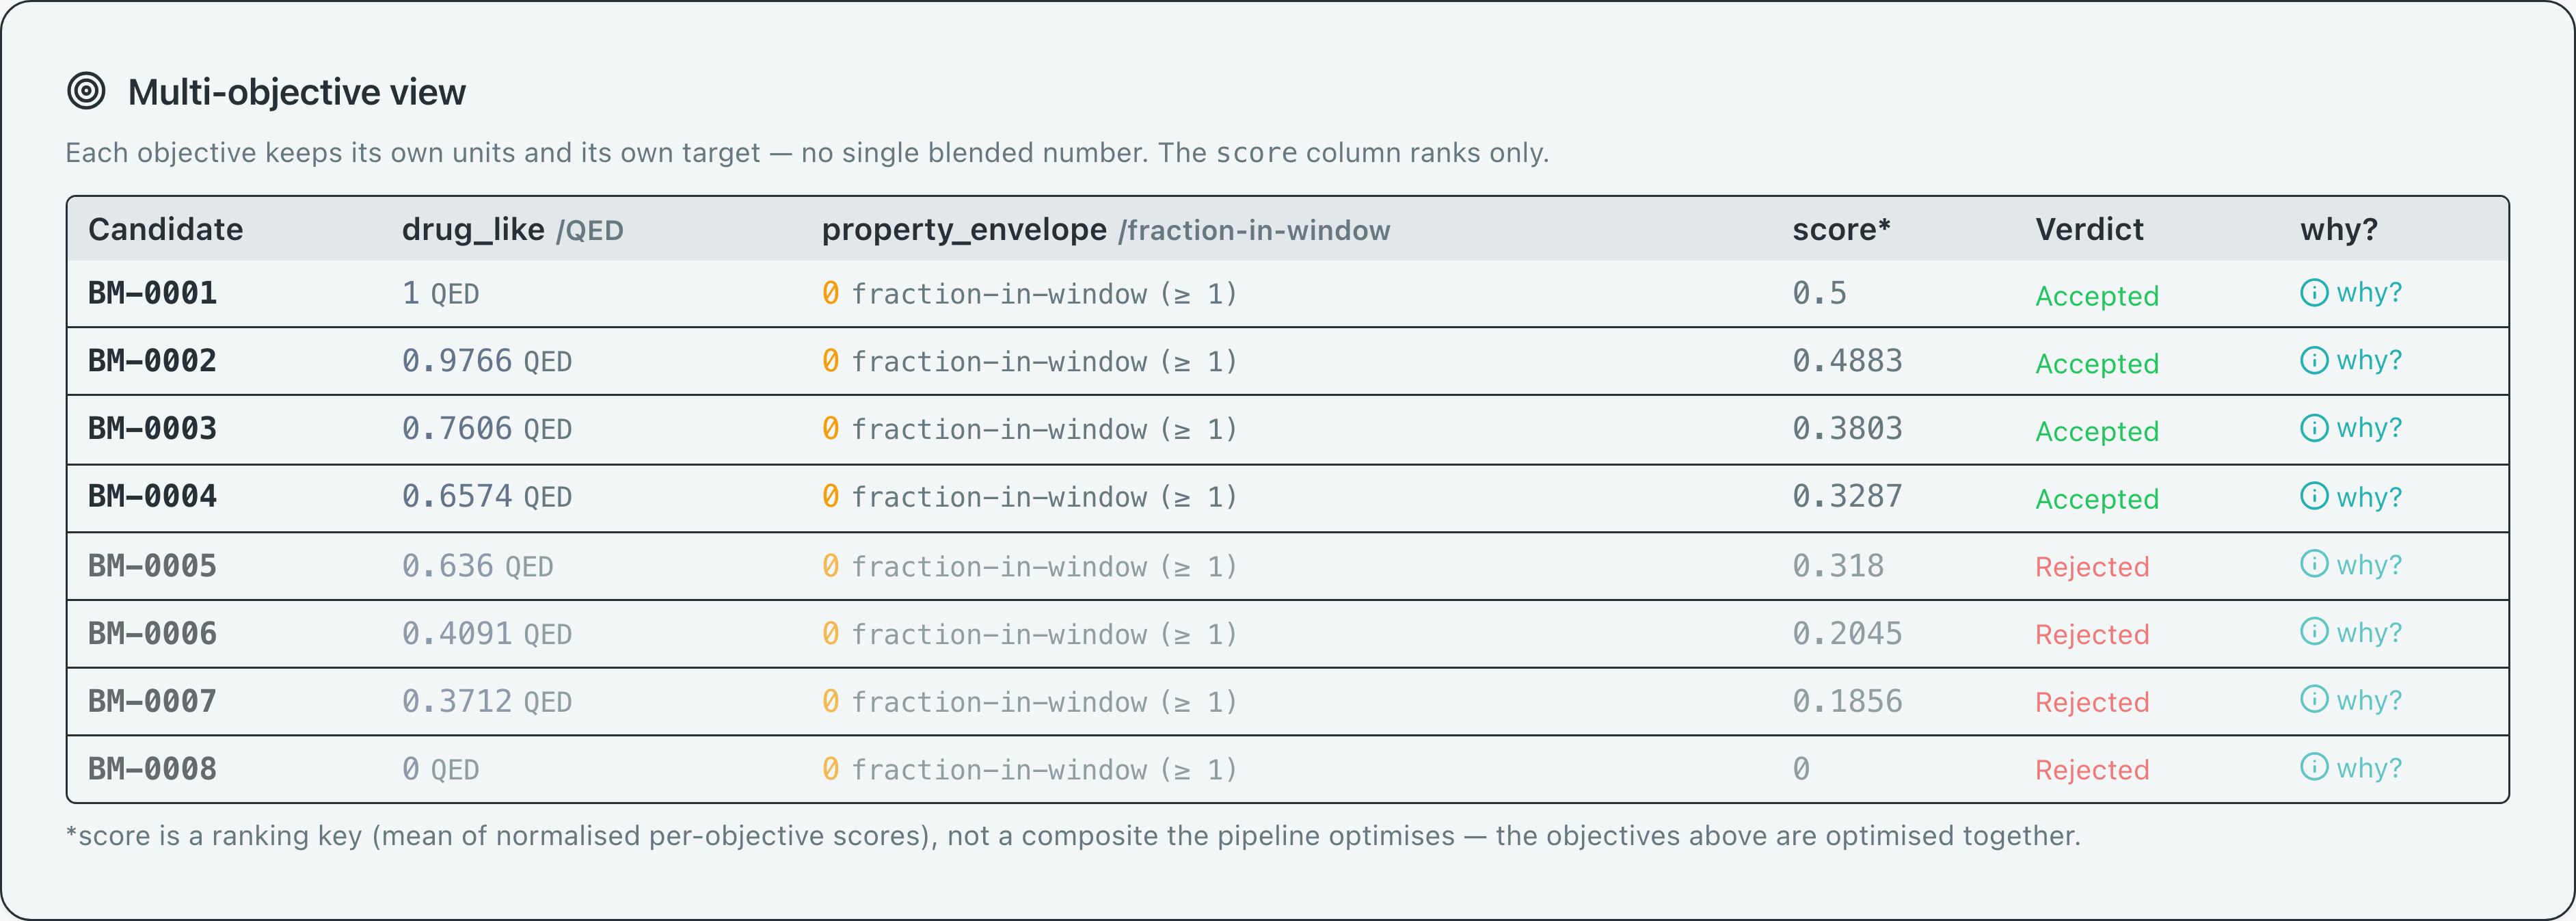 Multi-objective view
Each objective keeps its own units and its own target — no single blended number. The score column ranks only.
Candidate drug_like /QED property_envelope /fraction-in-window score* Verdict why?
BM-0001 1 QED 0 fraction-in-window (≥ 1) 0.5 Accepted why?
BM-0002 0.9766 QED 0 fraction-in-window (≥ 1) 0.4883 Accepted why?
BM-0003 0.7606 QED 0 fraction-in-window (≥ 1) 0.3803 Accepted why?
BM-0004 0.6574 QED 0 fraction-in-window (≥ 1) 0.3287 Accepted why?
BM-0005 0.636 QED 0 fraction-in-window (≥ 1) 0.318 Rejected why?
BM-0006 0.4091 QED 0 fraction-in-window (≥ 1) 0.2045 Rejected why?
BM-0007 0.3712 QED 0 fraction-in-window (≥ 1) 0.1856 Rejected why?
BM-0008 0 QED 0 fraction-in-window (≥ 1) 0 Rejected why?
*score is a ranking key (mean of normalised per-objective scores), not a composite the pipeline optimises — the objectives above are optimised together.